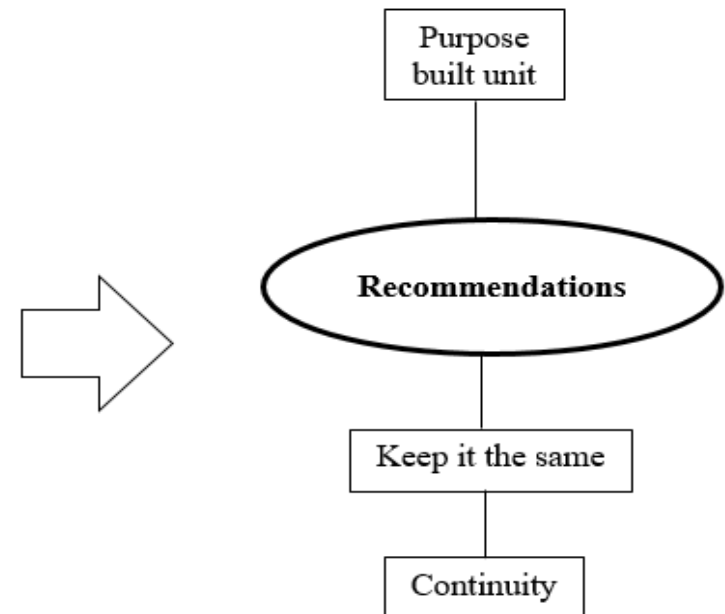 Purpose
built unit
Recommendations
Keep it the same
Continuity